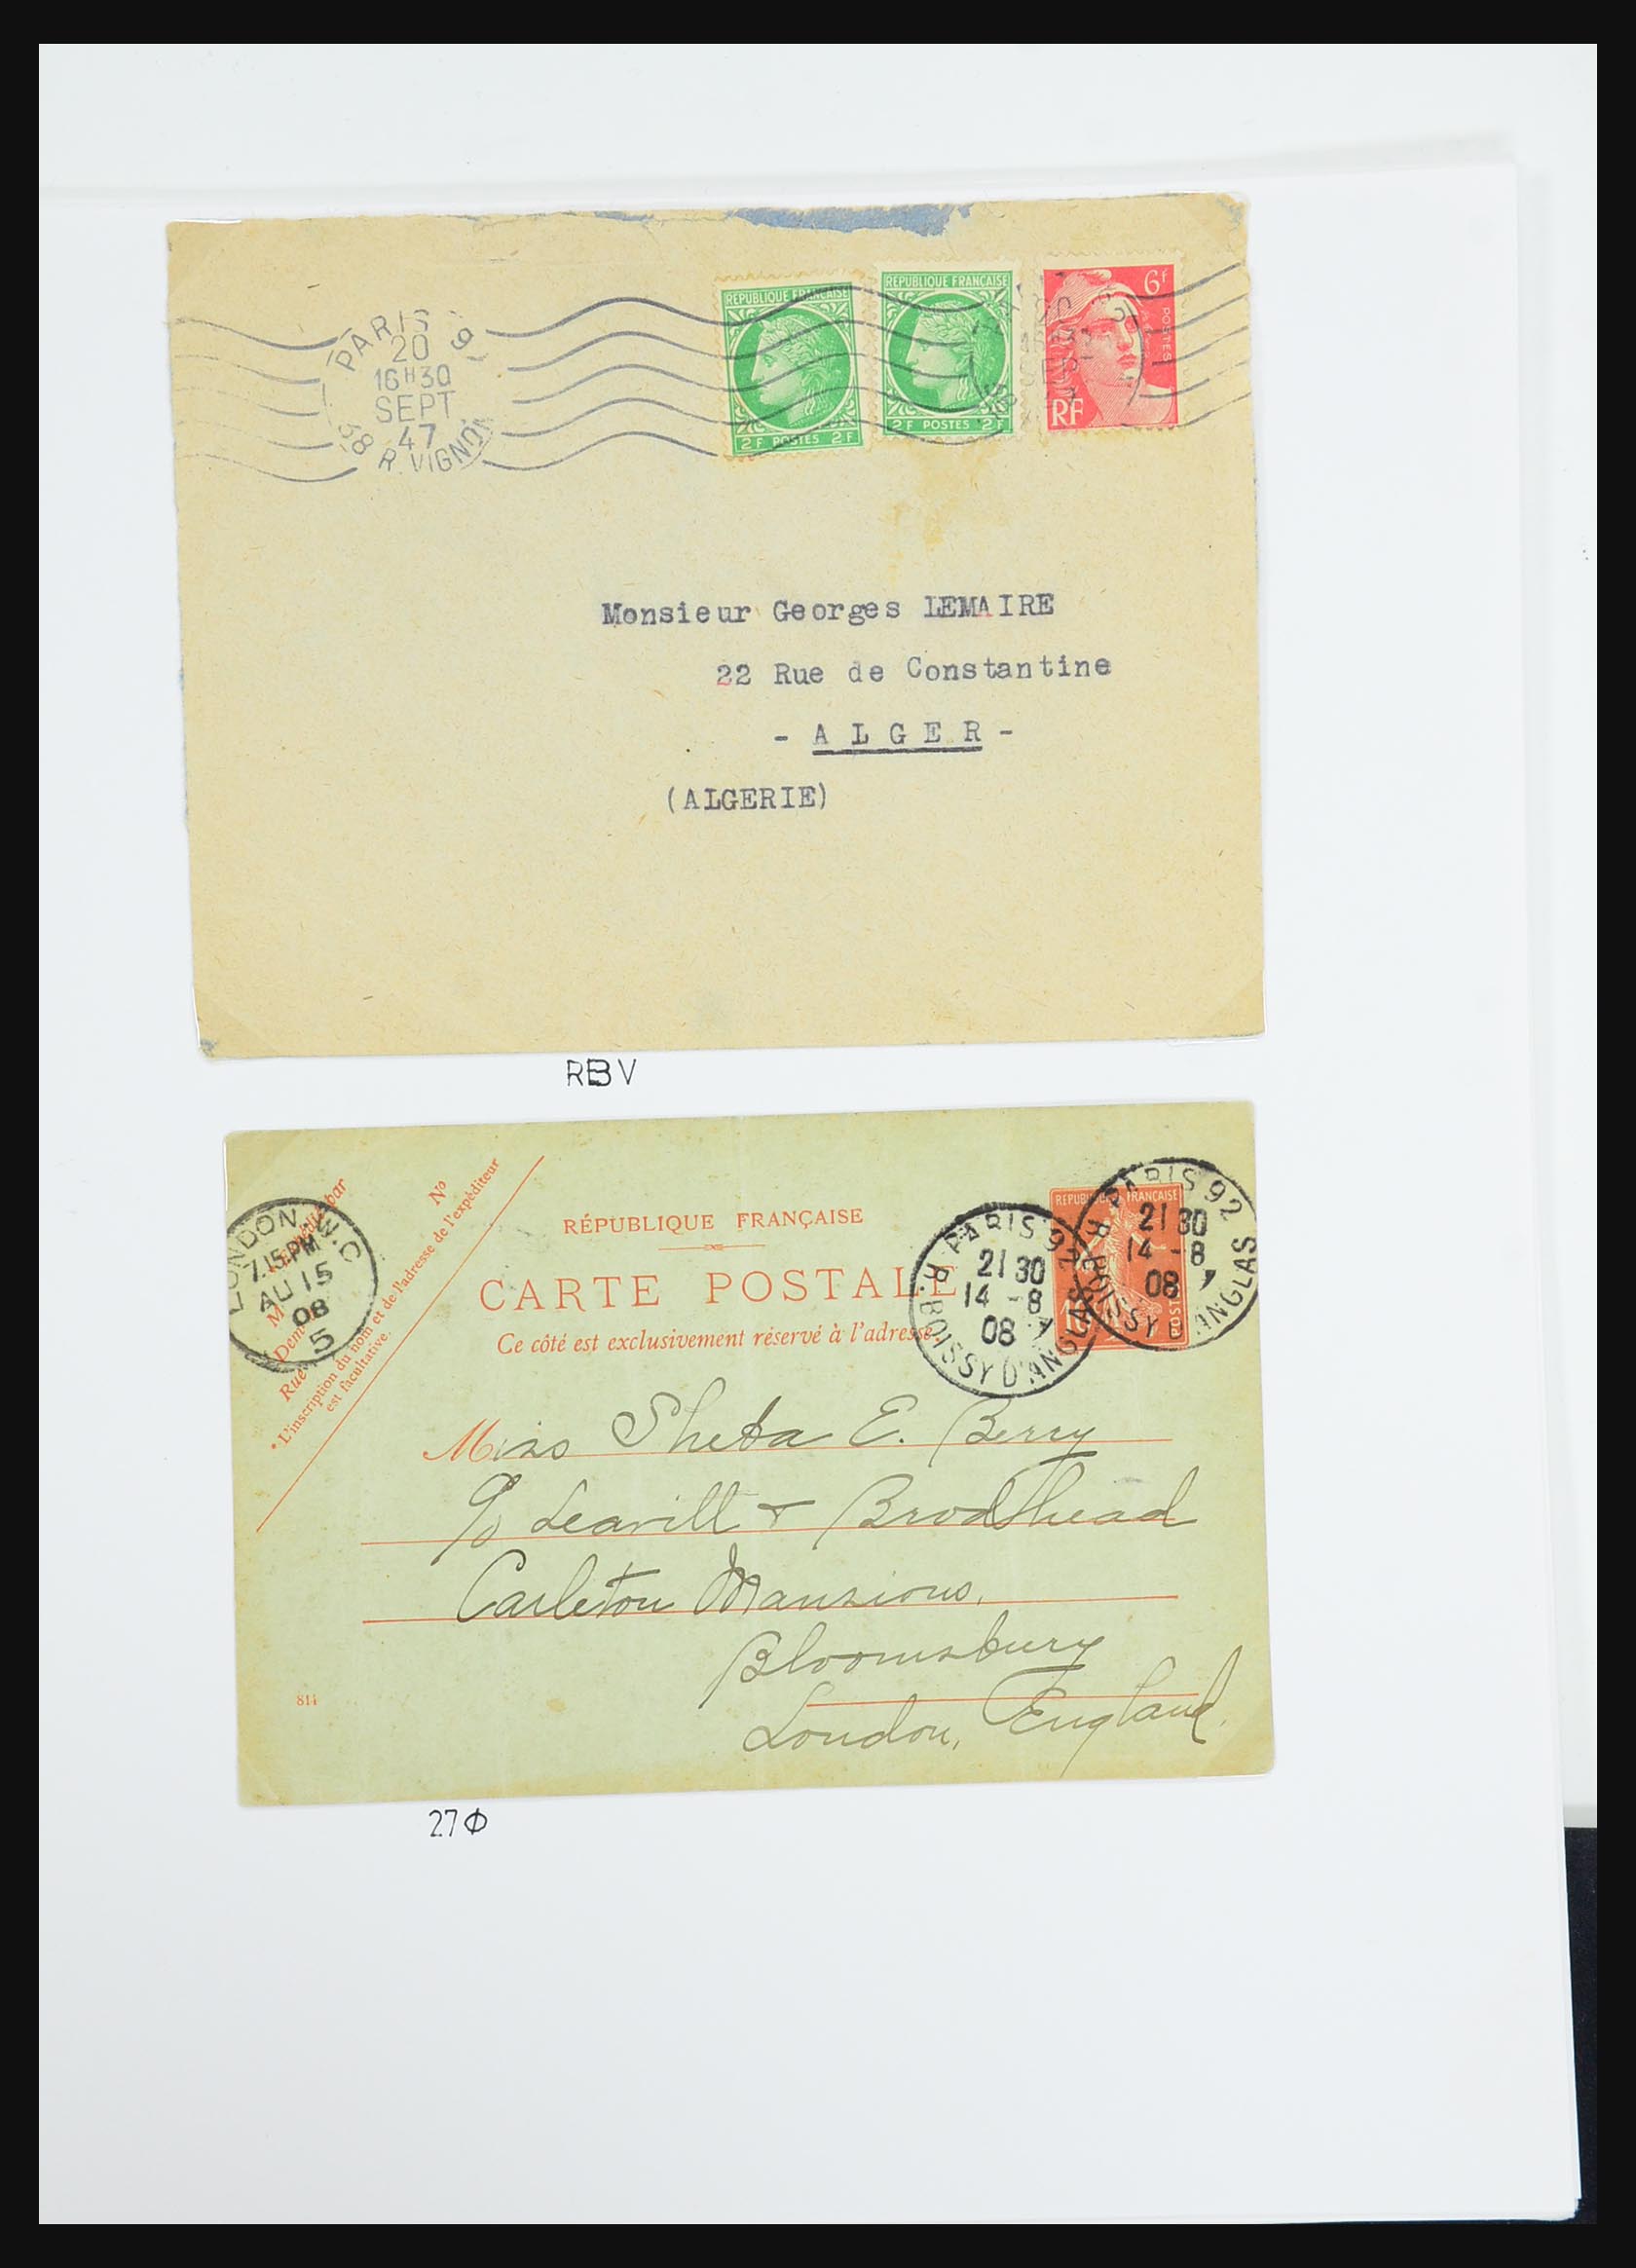 PARIS 9
20
16H30
SEPT
47
38 R. VIGNON
REPUBLIQUE FRANÇAISE
2F POSTES 2F
REPUBLIQUE FRANÇAISE
2F POSTES 2F
6f
POSTES
RF
Monsieur Georges LEMAIRE
22 Rue de Constantine
- A L G E R -
(ALGERIE)
RBV
LONDON. W.C
7.15 PM
AU 15
08
5
No
Rue
* L'inscription du nom et de l'adresse de l'expéditeur
est facultative.
RÉPUBLIQUE FRANÇAISE
CARTE POSTALE
Ce côté est exclusivement réservé à l'adresse.
PARIS 92
21 30
14 -8
08
R. BOISSY D'ANGLAS
REPUBLIQUE FRANÇAISE
PARIS 92
21 30
14 -8
08
R. BOISSY D'ANGLAS
Miss Sheba E. Berry
c/o Leavill & Brodhead
Carleton Mansions,
Bloomsbury
London, England.
814
27Φ